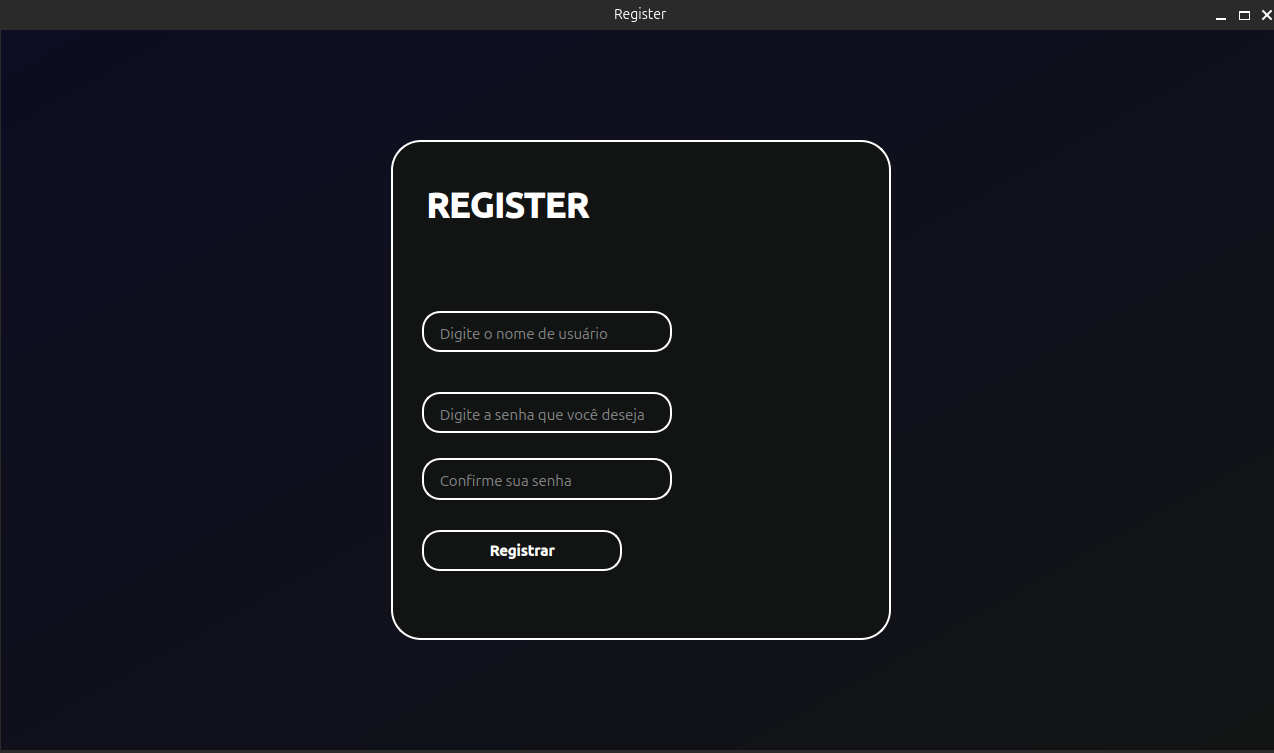 Register
REGISTER
Digite o nome de usuário
Digite a senha que você deseja
Confirme sua senha
Registrar